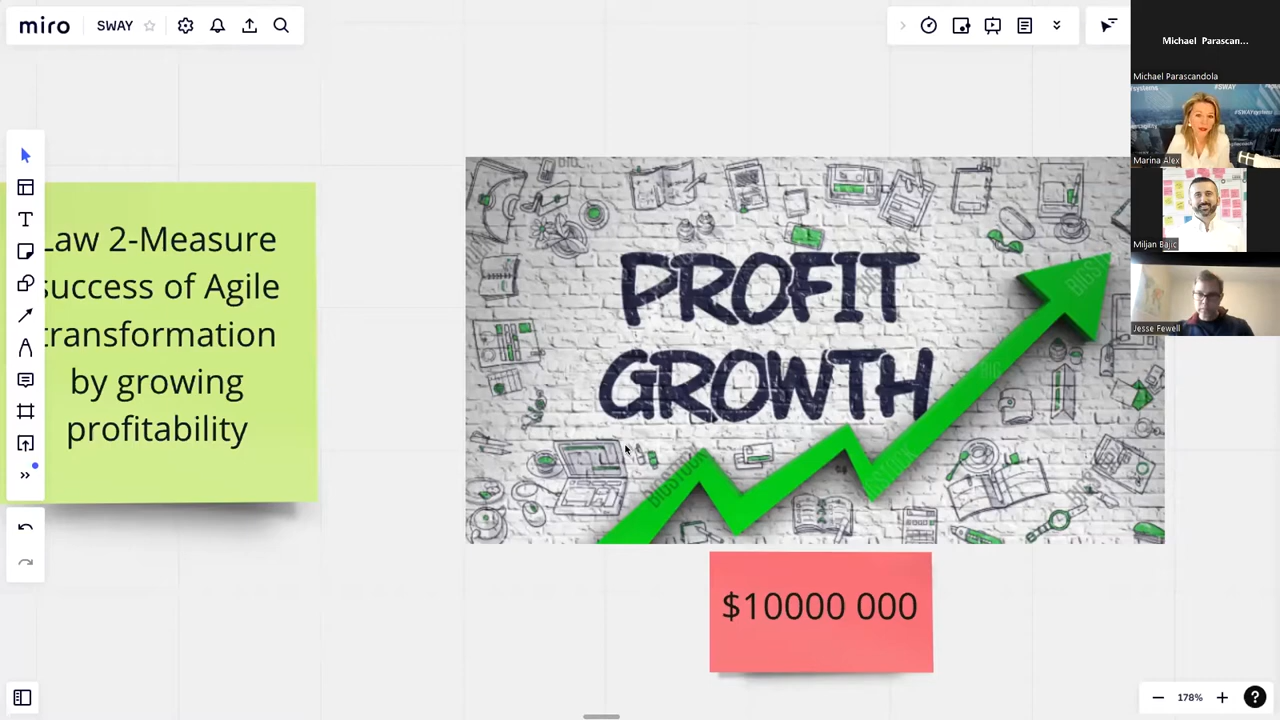 miro
SWAY
Michael Parascan...
Michael Parascandola
Marina Alex
Miljan Bajic
Jesse Fewell
Law 2-Measure
success of Agile
transformation
by growing
profitability
PROFIT
GROWTH
$10000 000
178%